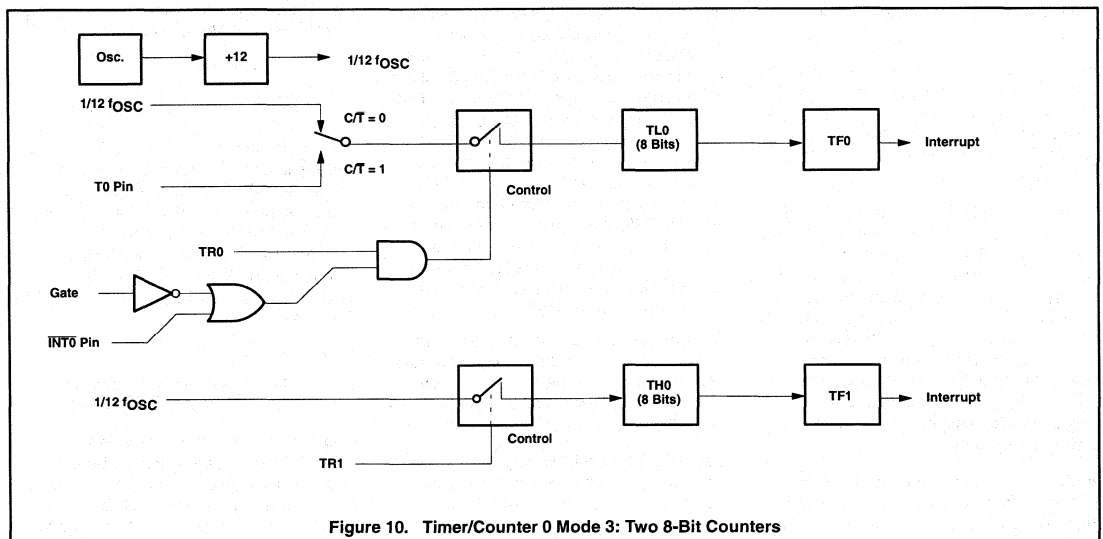 Osc.
+12
1/12 fOSC
1/12 fOSC
C/T̅ = 0
C/T̅ = 1
T0 Pin
Control
TL0
(8 Bits)
TF0
Interrupt
TR0
Gate
I̅N̅T̅0̅ Pin
1/12 fOSC
Control
TH0
(8 Bits)
TF1
Interrupt
TR1
Figure 10. Timer/Counter 0 Mode 3: Two 8-Bit Counters